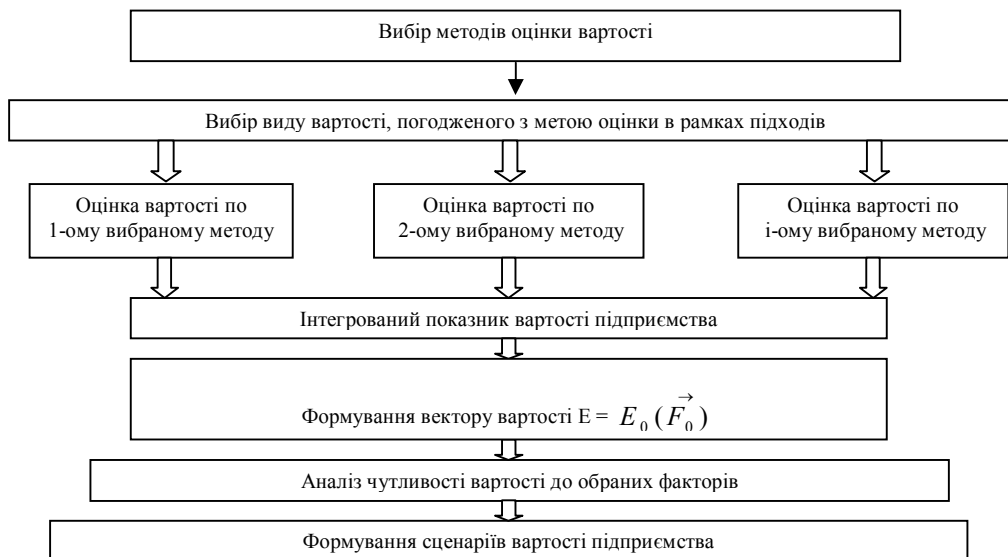 Вибір методів оцінки вартості
Вибір виду вартості, погодженого з метою оцінки в рамках підходів
Оцінка вартості по
1-ому вибраному методу
Оцінка вартості по
2-ому вибраному методу
Оцінка вартості по
і-ому вибраному методу
Інтегрований показник вартості підприємства
Формування вектору вартості E = E₀(F₀→)
Аналіз чутливості вартості до обраних факторів
Формування сценаріїв вартості підприємства